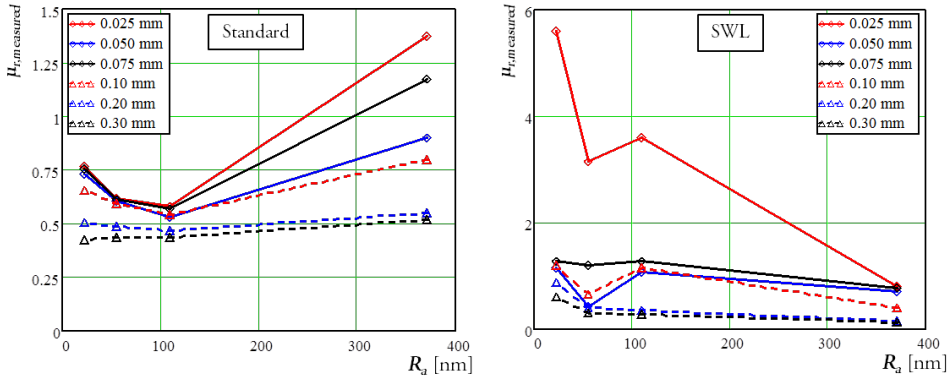 1.5
1.25
1
0.75
0.5
0.25
0
μr,measured
Standard
0.025 mm
0.050 mm
0.075 mm
0.10 mm
0.20 mm
0.30 mm
0 100 200 300 400
Ra [nm]
6
4
2
0
μr,measured
SWL
0.025 mm
0.050 mm
0.075 mm
0.10 mm
0.20 mm
0.30 mm
0 100 200 300 400
Ra [nm]